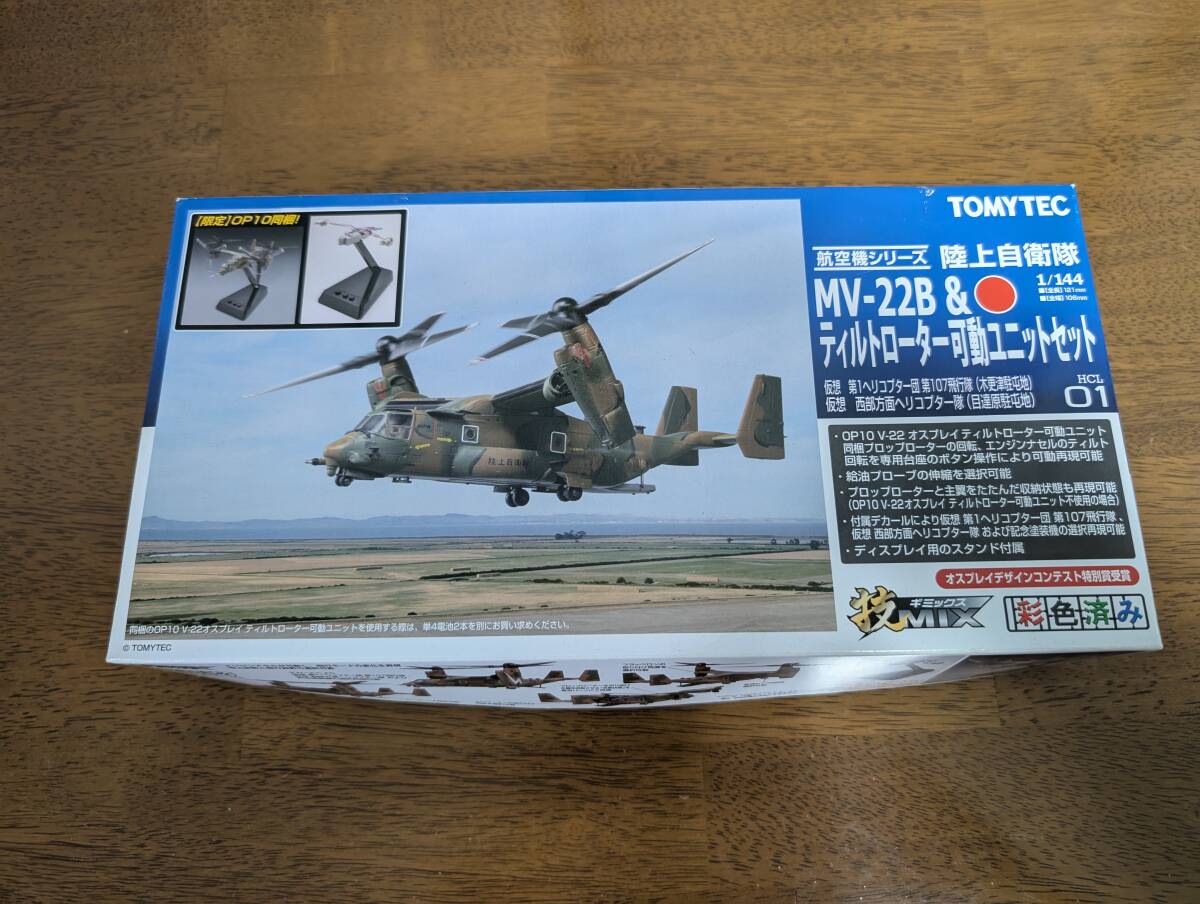 【限定】OP10同梱!
TOMYTEC
航空機シリーズ 陸上自衛隊
1/144
■[全長]121mm
■[全幅]106mm
MV-22B &
ティルトローター可動ユニットセット
仮想 第1ヘリコプター団 第107飛行隊(木更津駐屯地)
仮想 西部方面ヘリコプター隊(目達原駐屯地)
HCL
01
・OP10 V-22 オスプレイ ティルトローター可動ユニット
同梱プロップローターの回転、エンジンナセルのティルト
回転を専用台座のボタン操作により可動再現可能
・給油プローブの伸縮を選択可能
・プロップローターと主翼をたたんだ収納状態も再現可能
(OP10 V-22オスプレイ ティルトローター可動ユニット不使用の場合)
・付属デカールにより仮想 第1ヘリコプター団 第107飛行隊、
仮想 西部方面ヘリコプター隊 および記念塗装機の選択再現可能
・ディスプレイ用のスタンド付属
オスプレイデザインコンテスト特別賞受賞
技 ギミックス MIX
彩色済み
陸上自衛隊
同梱のOP10 V-22オスプレイ ティルトローター可動ユニットを使用する際は、単4電池2本を別にお買い求めください。
© TOMYTEC